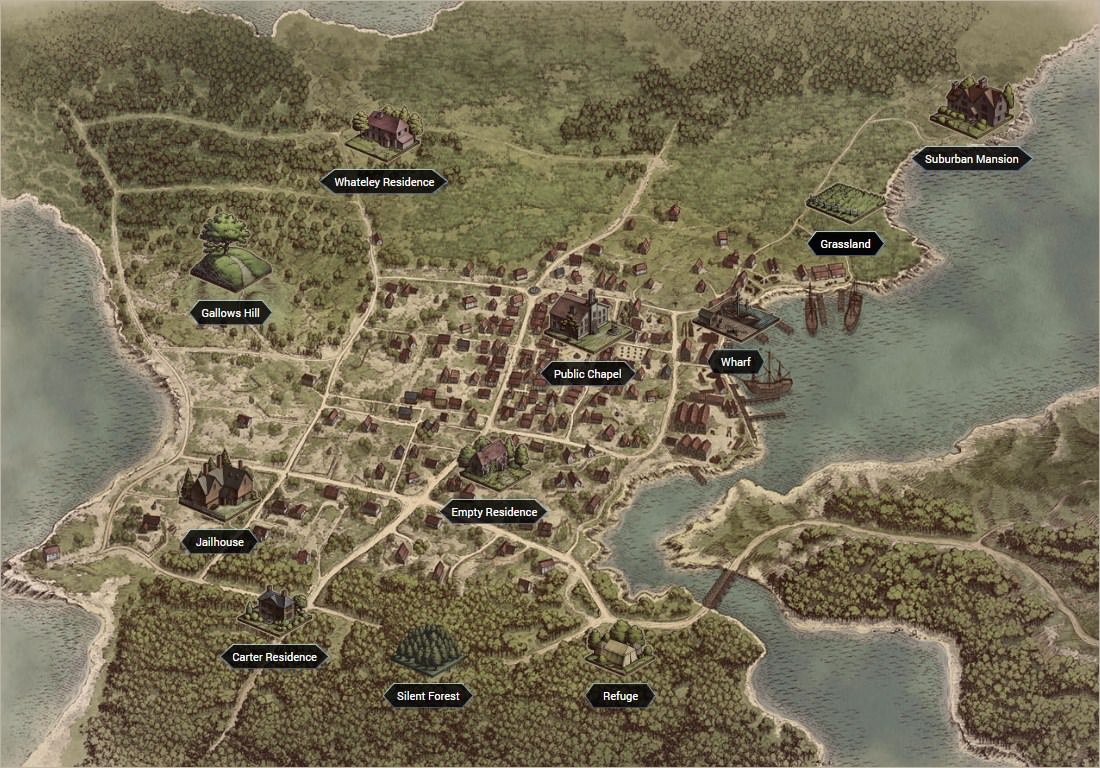 Suburban Mansion
Whateley Residence
Grassland
Gallows Hill
Wharf
Public Chapel
Empty Residence
Jailhouse
Carter Residence
Silent Forest
Refuge